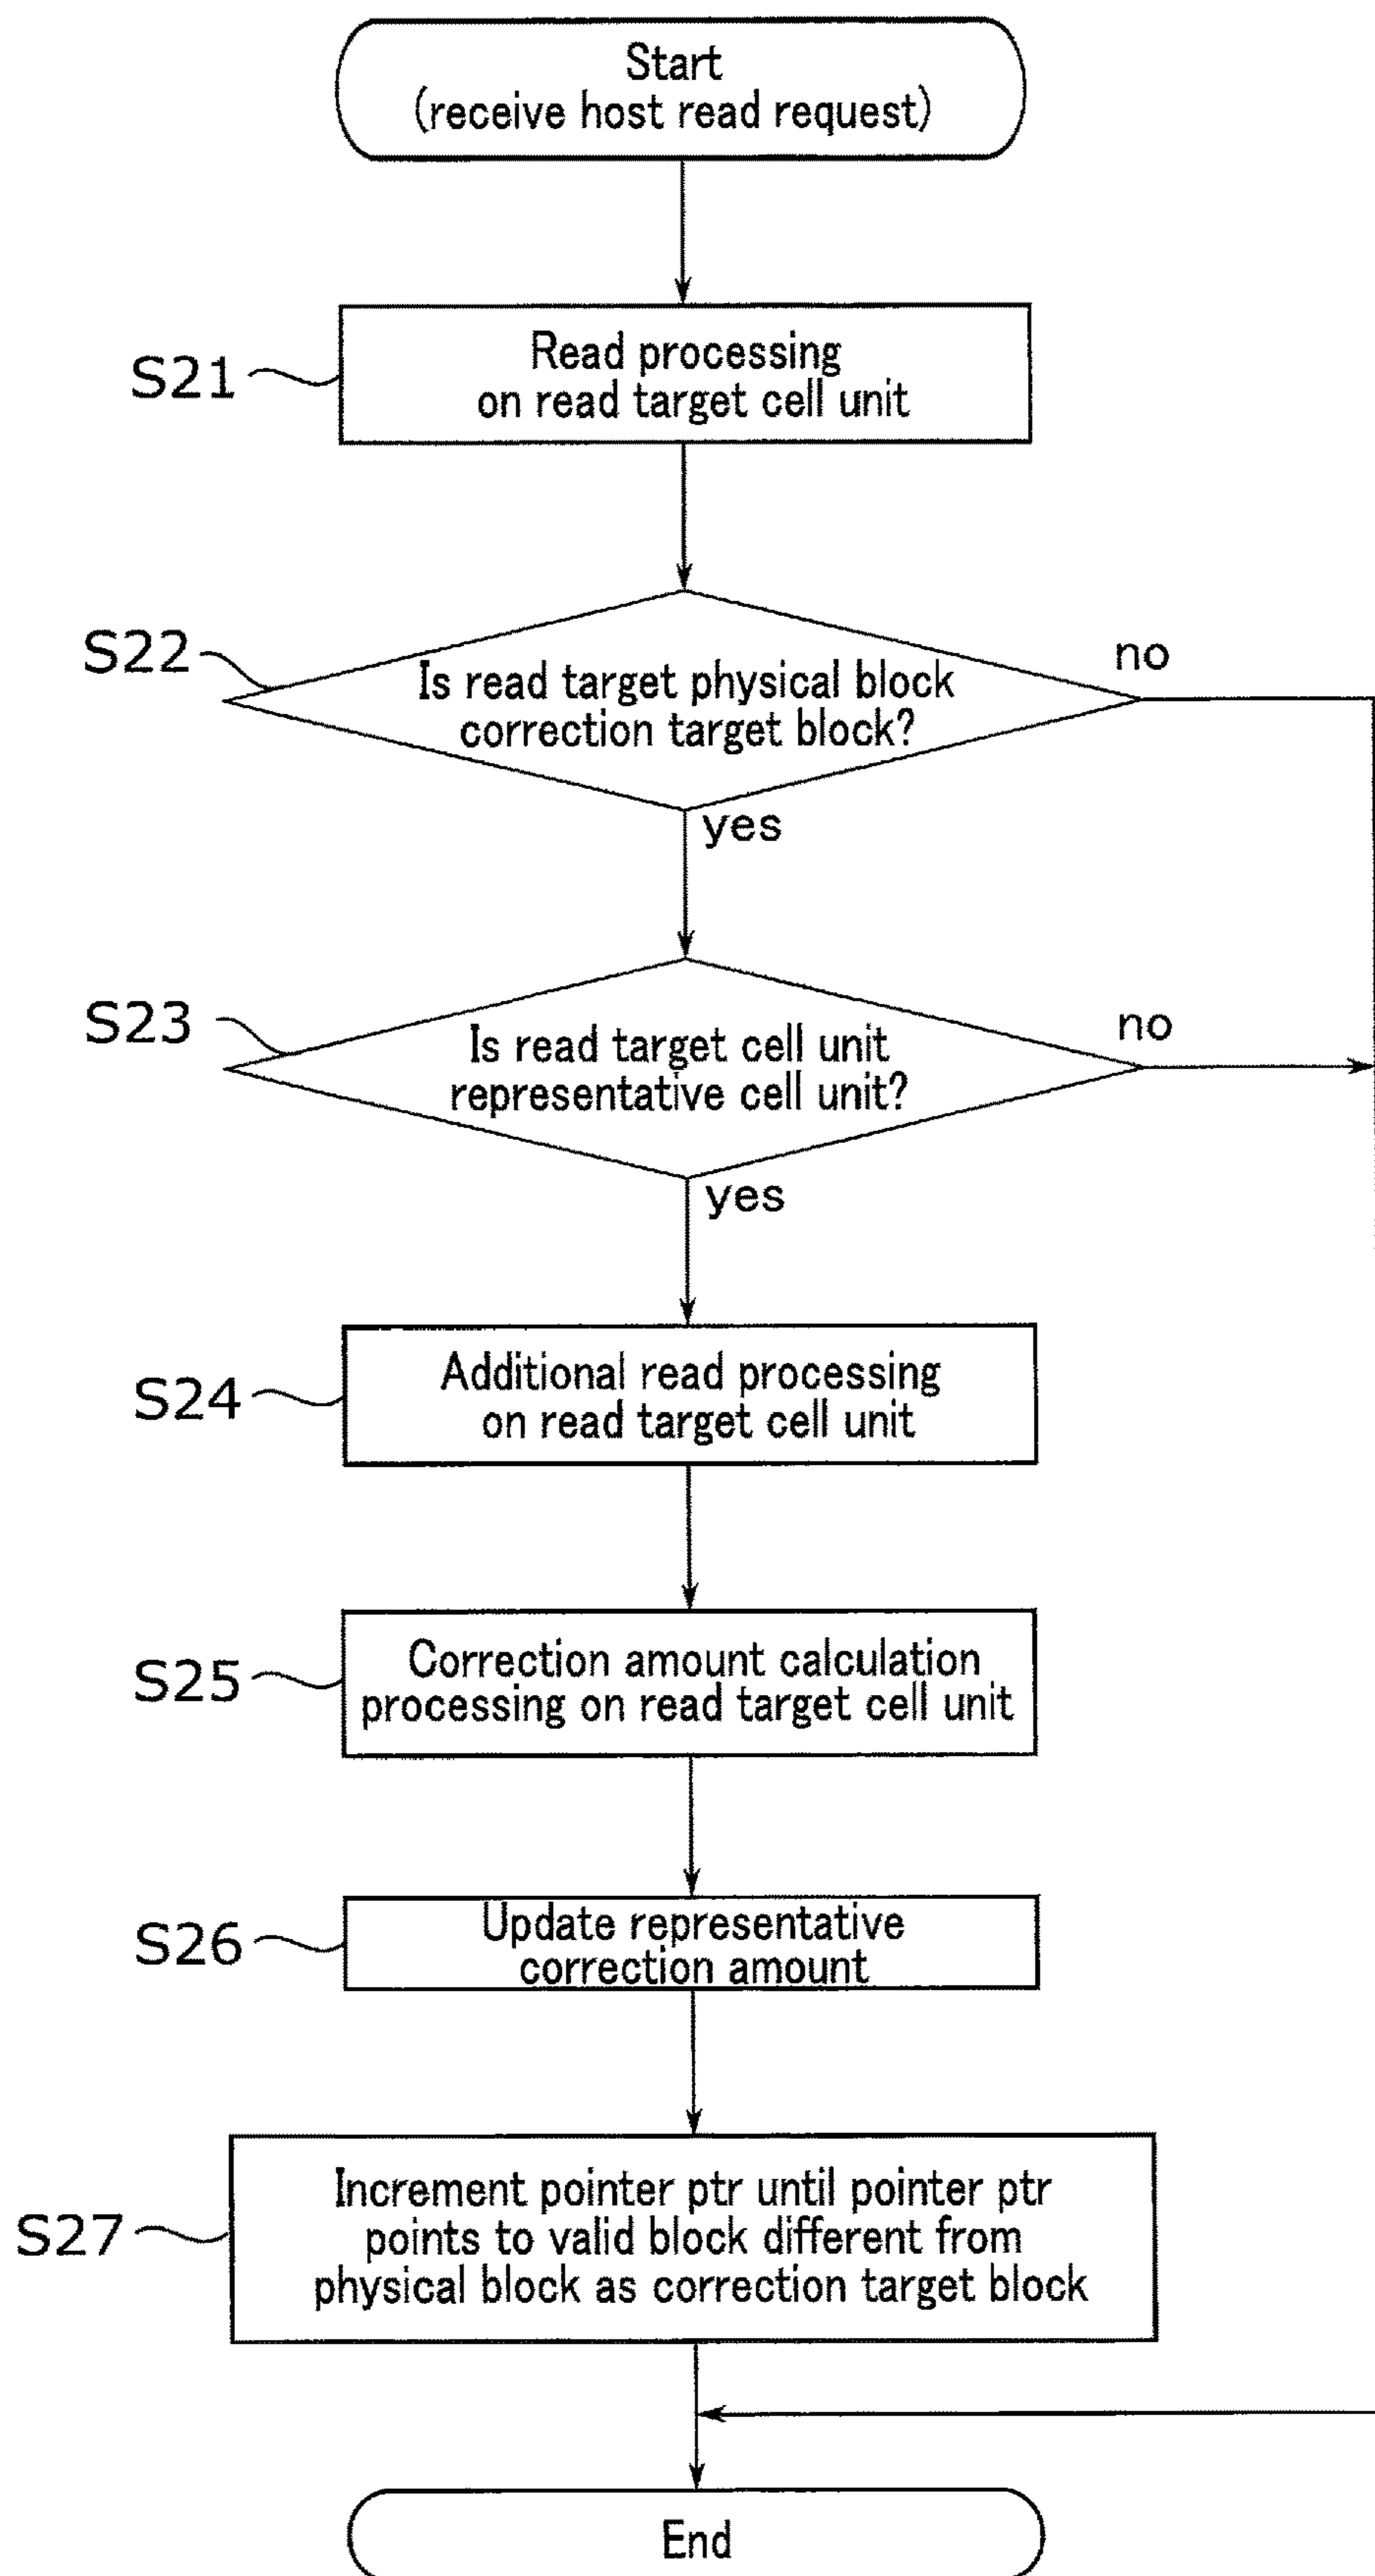 Start
(receive host read request)
S21
Read processing
on read target cell unit
S22
Is read target physical block
correction target block?
no
yes
S23
Is read target cell unit
representative cell unit?
no
yes
S24
Additional read processing
on read target cell unit
S25
Correction amount calculation
processing on read target cell unit
S26
Update representative
correction amount
S27
Increment pointer ptr until pointer ptr
points to valid block different from
physical block as correction target block
End